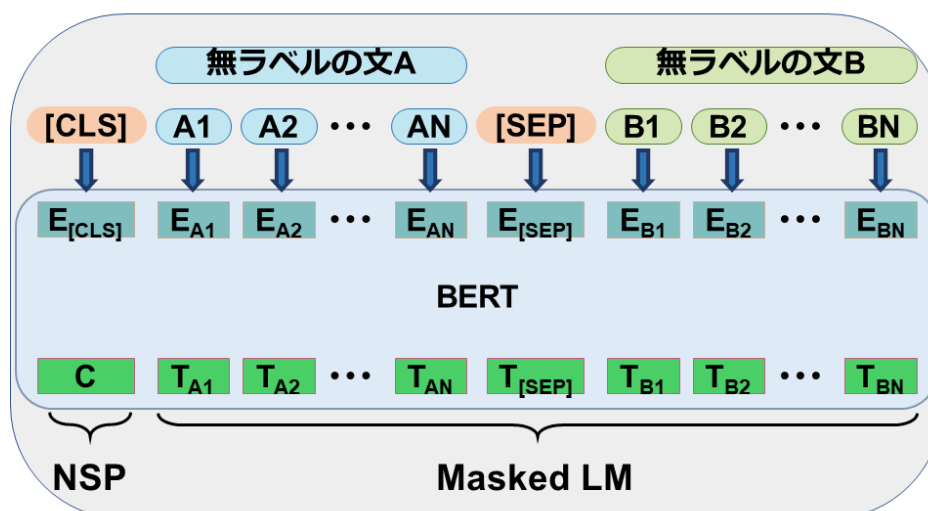 無ラベルの文A 無ラベルの文B
[CLS] A1 A2 ··· AN [SEP] B1 B2 ··· BN
E[CLS] EA1 EA2 ··· EAN E[SEP] EB1 EB2 ··· EBN
BERT
C TA1 TA2 ··· TAN T[SEP] TB1 TB2 ··· TBN
NSP Masked LM